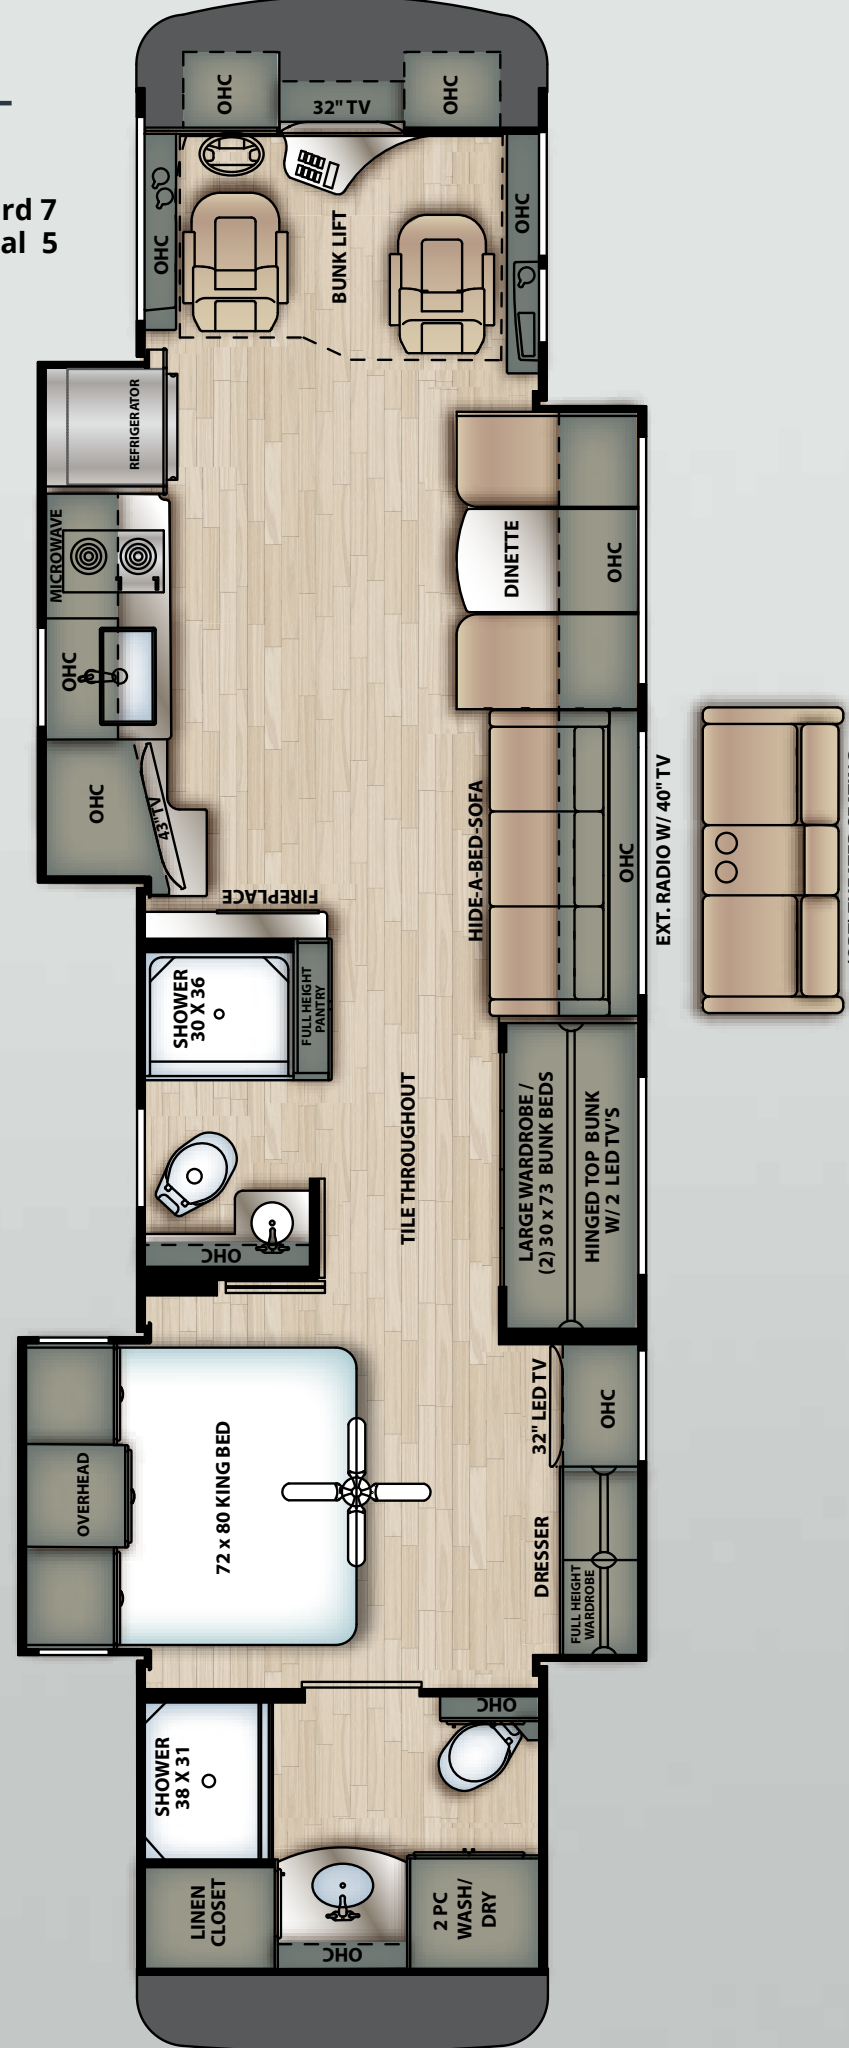 rd 7
al 5
OHC
32" TV
OHC
OHC
BUNK LIFT
OHC
REFRIGERATOR
MICROWAVE
OHC
DINETTE
OHC
OHC
43" TV
HIDE-A-BED-SOFA
OHC
EXT. RADIO W/ 40" TV
FIREPLACE
SHOWER
30 X 36
FULL HEIGHT
PANTRY
TILE THROUGHOUT
LARGE WARDROBE /
(2) 30 x 73 BUNK BEDS
HINGED TOP BUNK
W/ 2 LED TV'S
OHC
OVERHEAD
72 x 80 KING BED
32" LED TV
OHC
DRESSER
FULL HEIGHT
WARDROBE
OHC
SHOWER
38 X 31
LINEN
CLOSET
OHC
2 PC
WASH/
DRY